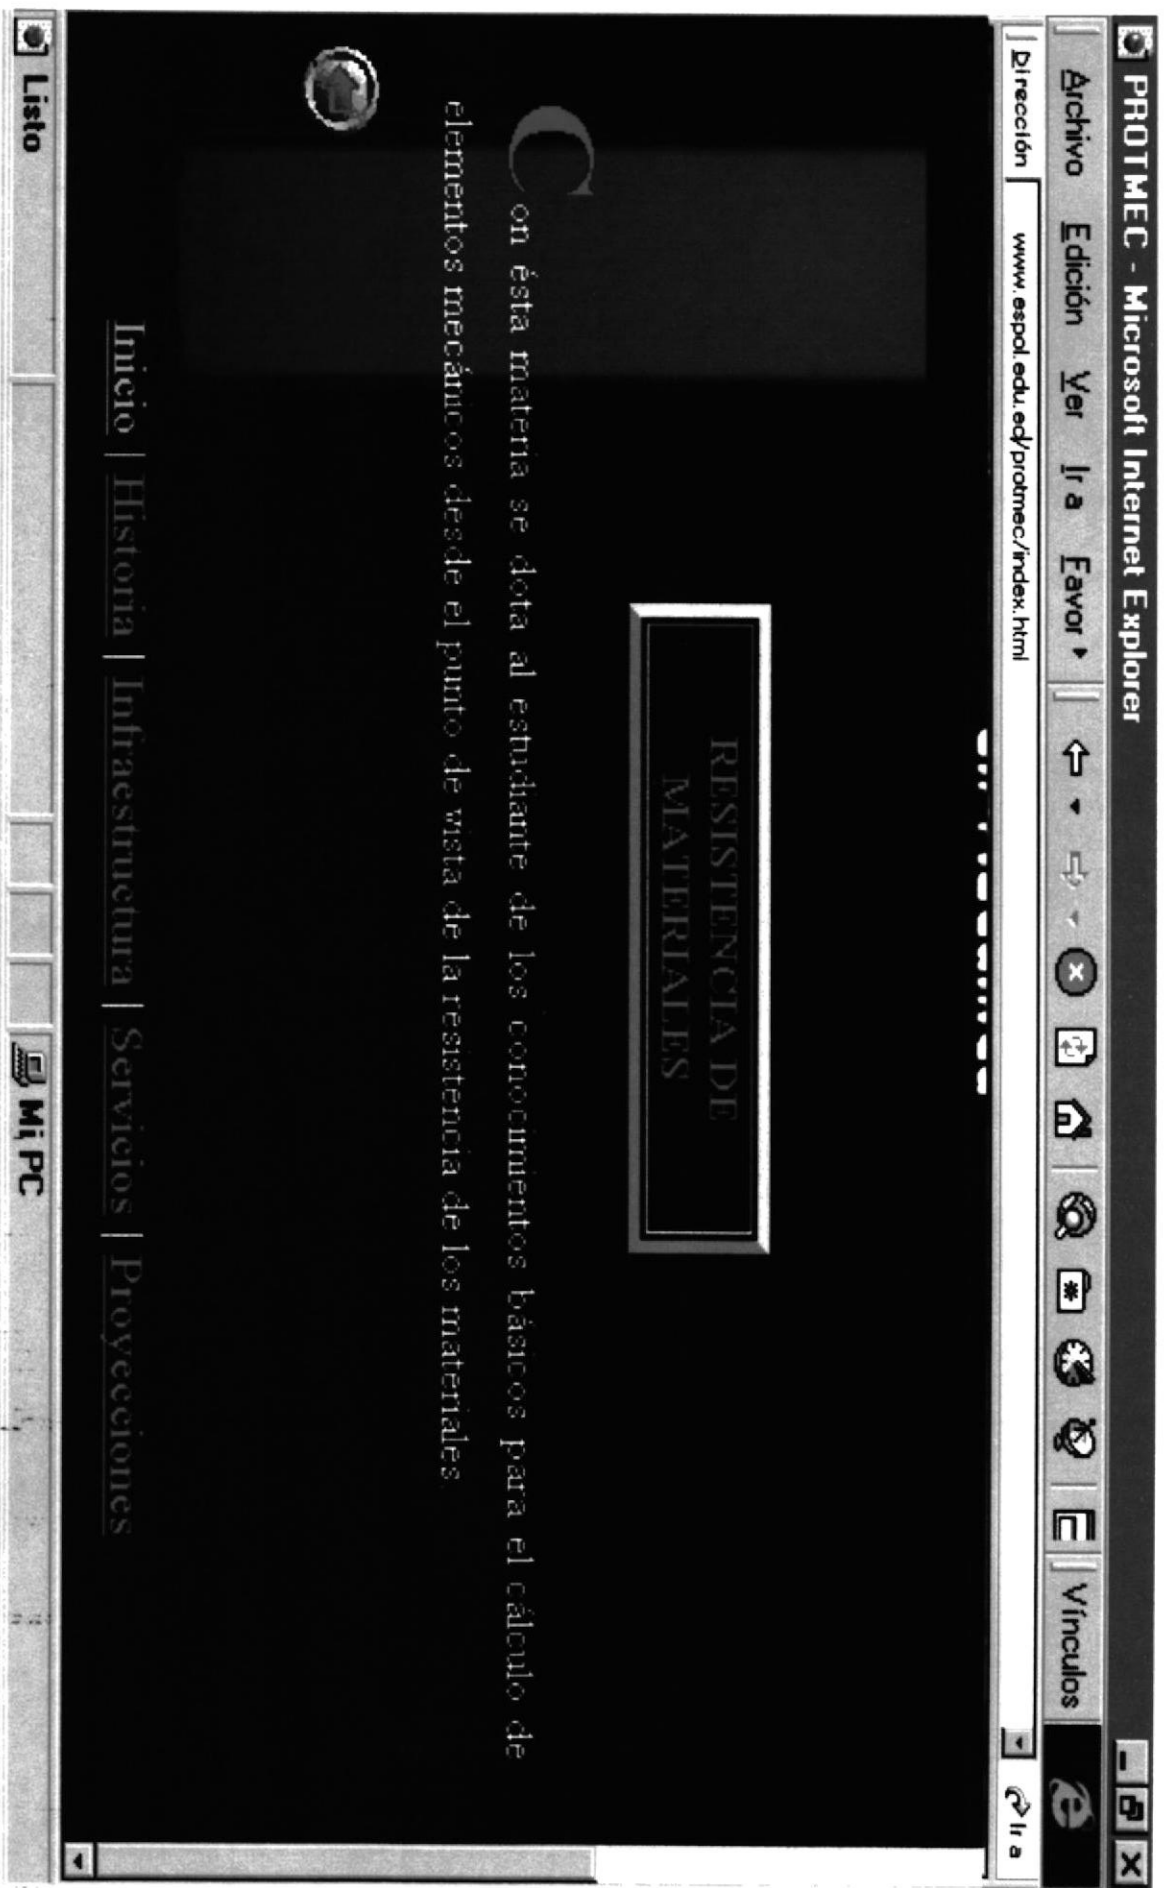 PROTMEC - Microsoft Internet Explorer
Archivo Edición Ver Ir a Favor Vínculos
Dirección www.espol.edu.ec/protmec/index.html Ir a
RESISTENCIA DE
MATERIALES
Con ésta materia se dota al estudiante de los conocimientos básicos para el cálculo de
elementos mecánicos desde el punto de vista de la resistencia de los materiales.
Inicio | Historia | Infraestructura | Servicios | Proyecciones
Listo Mi PC